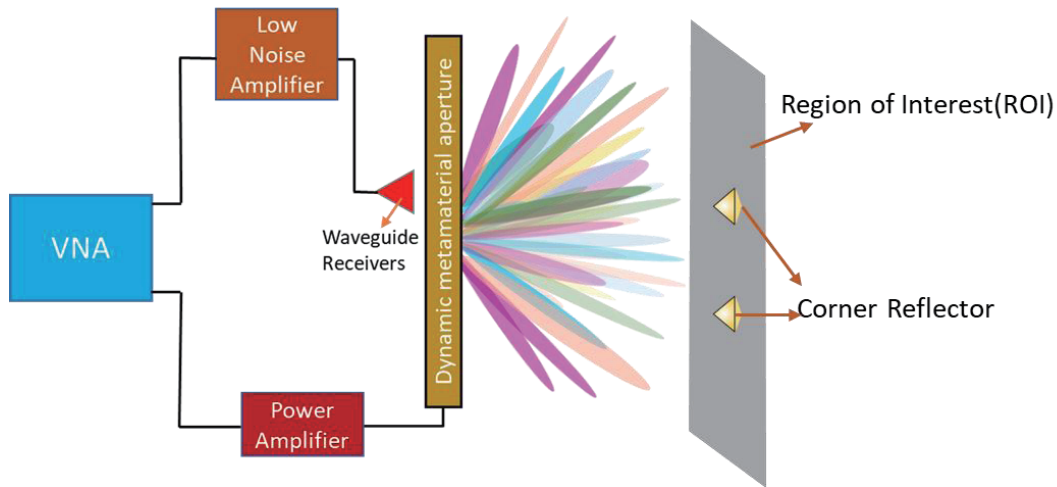 Low
Noise
Amplifier
Dynamic metamaterial aperture
Region of Interest(ROI)
VNA
Waveguide
Receivers
Corner Reflector
Power
Amplifier